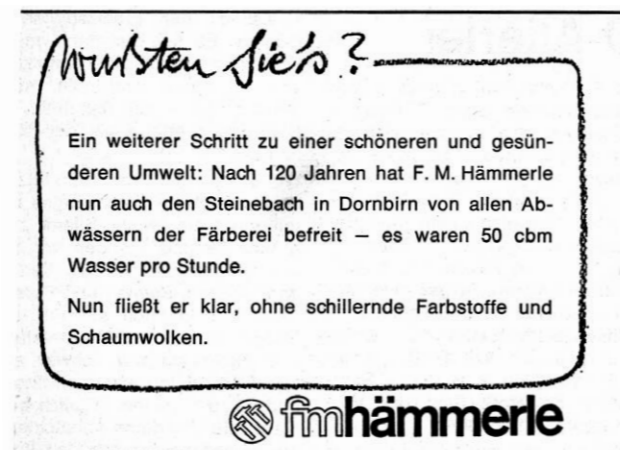 Wußten Sie's?
Ein weiterer Schritt zu einer schöneren und gesün-
deren Umwelt: Nach 120 Jahren hat F. M. Hämmerle
nun auch den Steinebach in Dornbirn von allen Ab-
wässern der Färberei befreit — es waren 50 cbm
Wasser pro Stunde.
Nun fließt er klar, ohne schillernde Farbstoffe und
Schaumwolken.
fmhämmerle